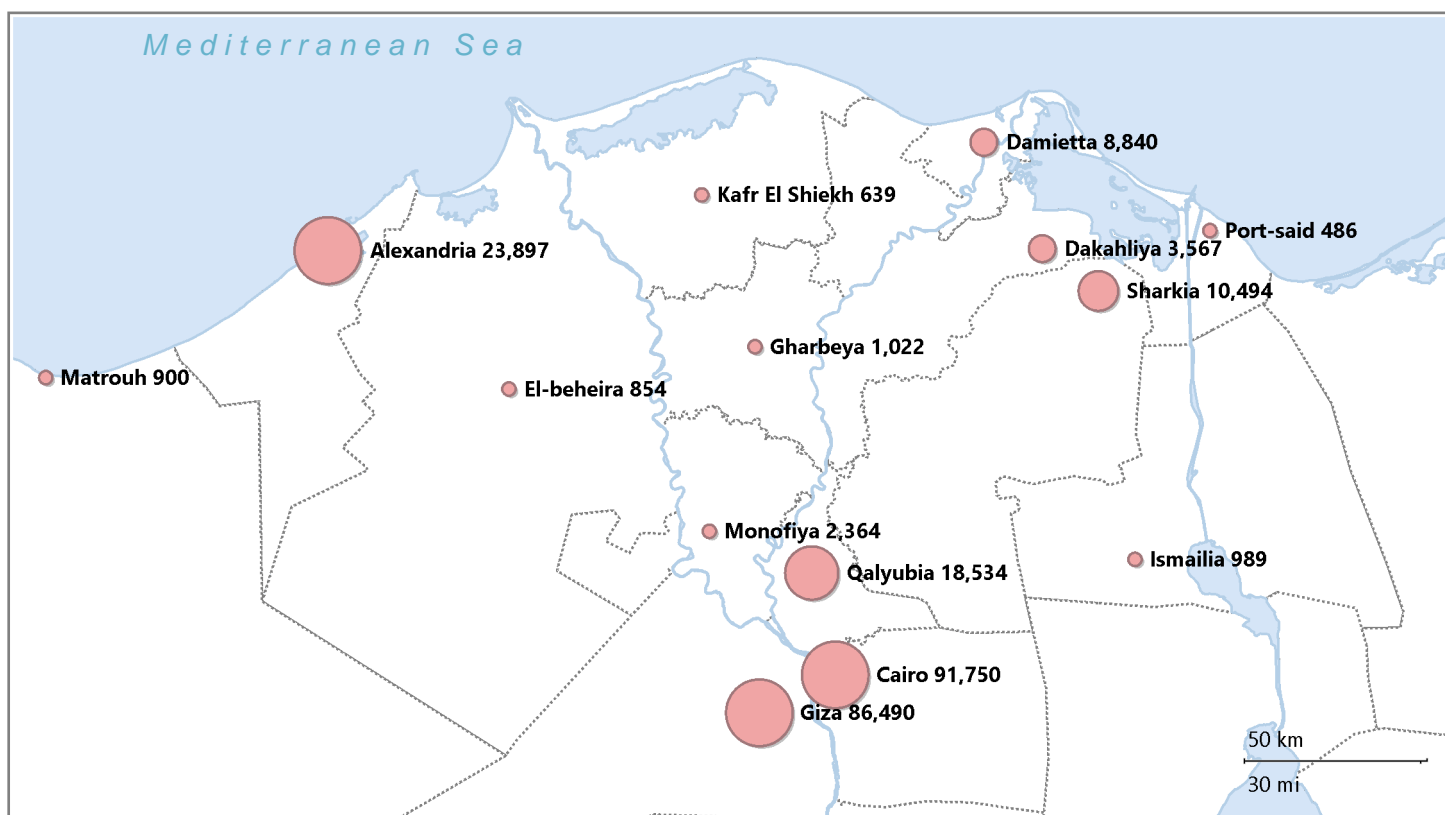 Mediterranean Sea
Damietta 8,840
Kafr El Shiekh 639
Port-said 486
Alexandria 23,897
Dakahliya 3,567
Sharkia 10,494
Gharbeya 1,022
Matrouh 900
El-beheira 854
Monofiya 2,364
Ismailia 989
Qalyubia 18,534
Cairo 91,750
Giza 86,490
50 km
30 mi